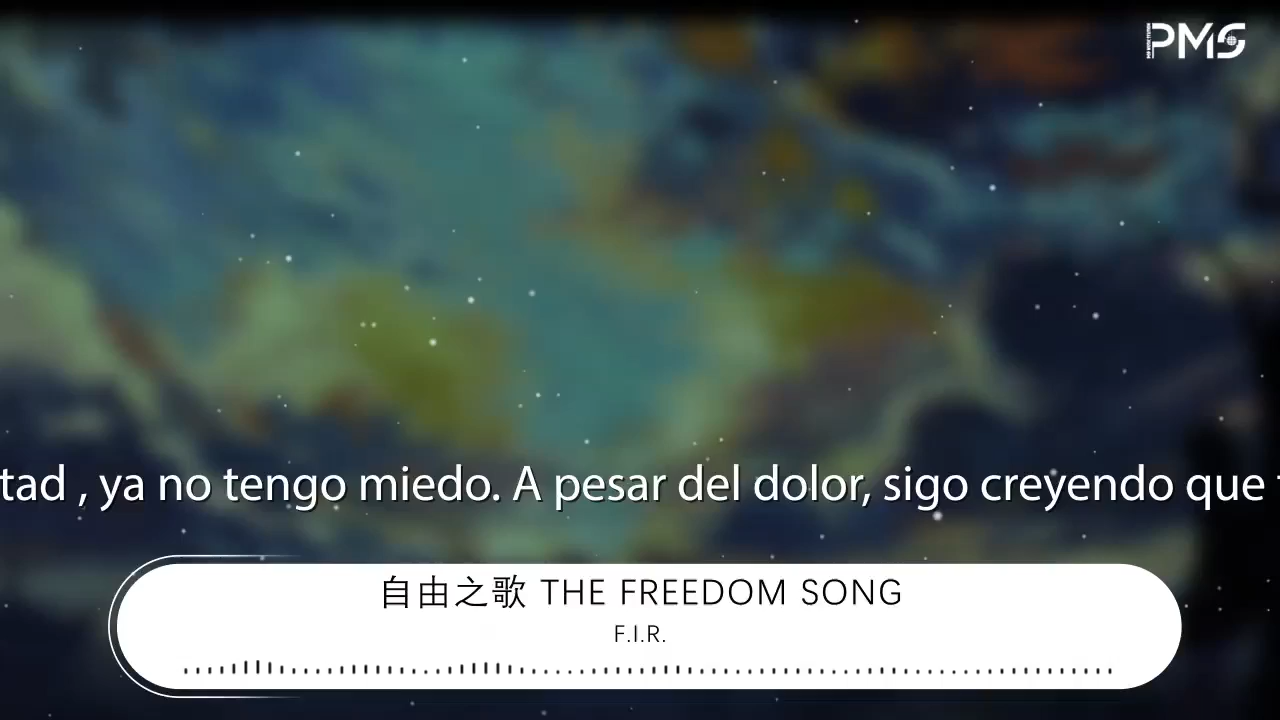 PMS
tad , ya no tengo miedo. A pesar del dolor, sigo creyendo que
自由之歌 THE FREEDOM SONG
F.I.R.